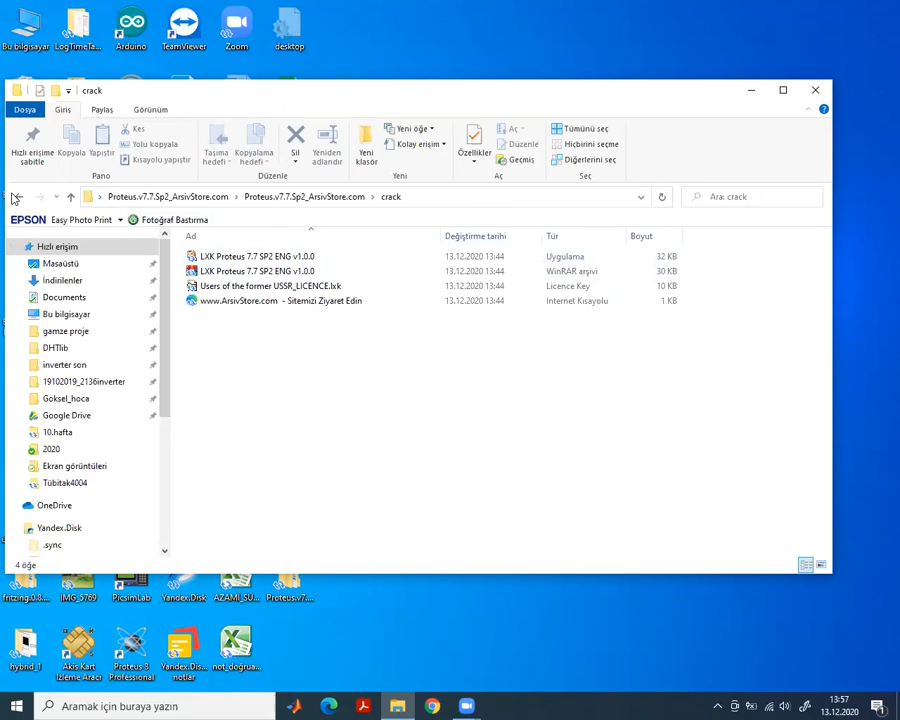 Bu bilgisayar
LogTimeTa...
Arduino
TeamViewer
Zoom
desktop
crack
Dosya
Giriş
Paylaş
Görünüm
Hızlı erişime sabitle
Kopyala
Yapıştır
Kes
Yolu kopyala
Kısayolu yapıştır
Pano
Taşıma hedefi
Kopyalama hedefi
Sil
Yeniden adlandır
Düzenle
Yeni klasör
Yeni öğe
Kolay erişim
Yeni
Özellikler
Aç
Düzenle
Geçmiş
Aç
Tümünü seç
Hiçbirini seçme
Diğerlerini seç
Seç
Proteus.v7.7.Sp2_ArsivStore.com > Proteus.v7.7.Sp2_ArsivStore.com > crack
Ara: crack
EPSON Easy Photo Print
Fotoğraf Bastırma
Ad Değiştirme tarihi Tür Boyut
LXK Proteus 7.7 SP2 ENG v1.0.0 13.12.2020 13:44 Uygulama 32 KB
LXK Proteus 7.7 SP2 ENG v1.0.0 13.12.2020 13:44 WinRAR arşivi 30 KB
Users of the former USSR_LICENCE.lxk 13.12.2020 13:44 Licence Key 10 KB
www.ArsivStore.com - Sitemizi Ziyaret Edin 13.12.2020 13:44 Internet Kısayolu 1 KB
Hızlı erişim
Masaüstü
İndirilenler
Documents
Bu bilgisayar
gamze proje
DHTlib
inverter son
19102019_2136inverter
Goksel_hoca
Google Drive
10.hafta
2020
Ekran görüntüleri
Tübitak4004
OneDrive
Yandex.Disk
.sync
4 öğe
fritzing.0.8....
IMG_5769
PicsimLab
Yandex.Disk
AZAMİ_SÜ...
Proteus.v7....
hybrid_1
Akis Kart İzleme Aracı
Proteus 8 Professional
Yandex.Dis... notlar
not_doğrua...
Aramak için buraya yazın
13:57
13.12.2020
1